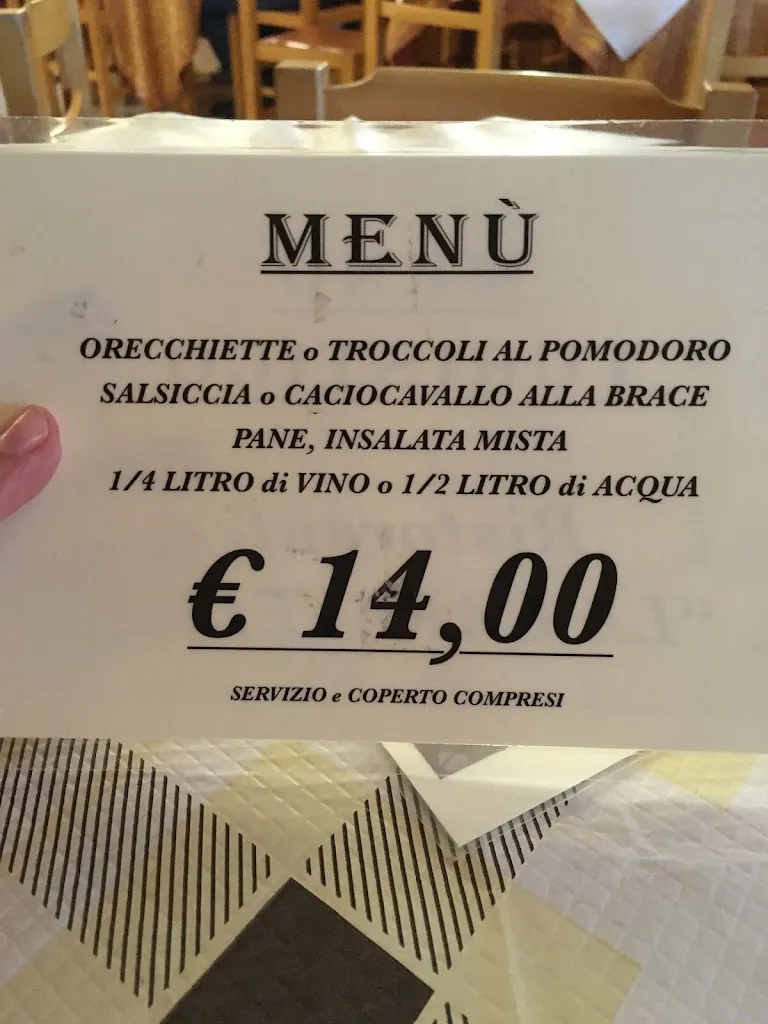 MENÙ
ORECCHIETTE o TROCCOLI AL POMODORO
SALSICCIA o CACIOCAVALLO ALLA BRACE
PANE, INSALATA MISTA
1/4 LITRO di VINO o 1/2 LITRO di ACQUA
€ 14,00
SERVIZIO e COPERTO COMPRESI